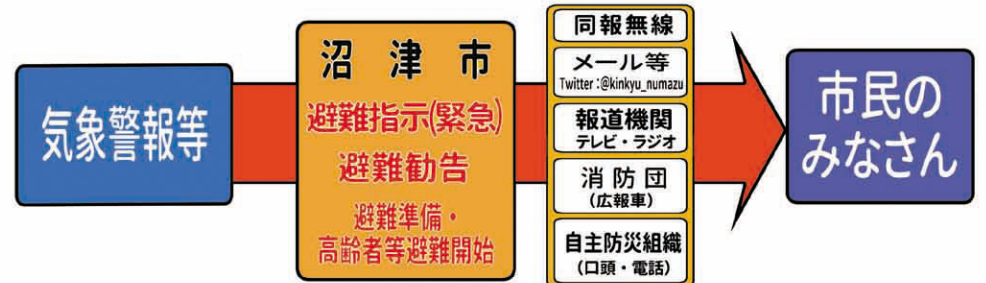 気象警報等
沼津市
避難指示(緊急)
避難勧告
避難準備・
高齢者等避難開始
同報無線
メール等
Twitter:@kinkyu_numazu
報道機関
テレビ・ラジオ
消防団
(広報車)
自主防災組織
(口頭・電話)
市民の
みなさん